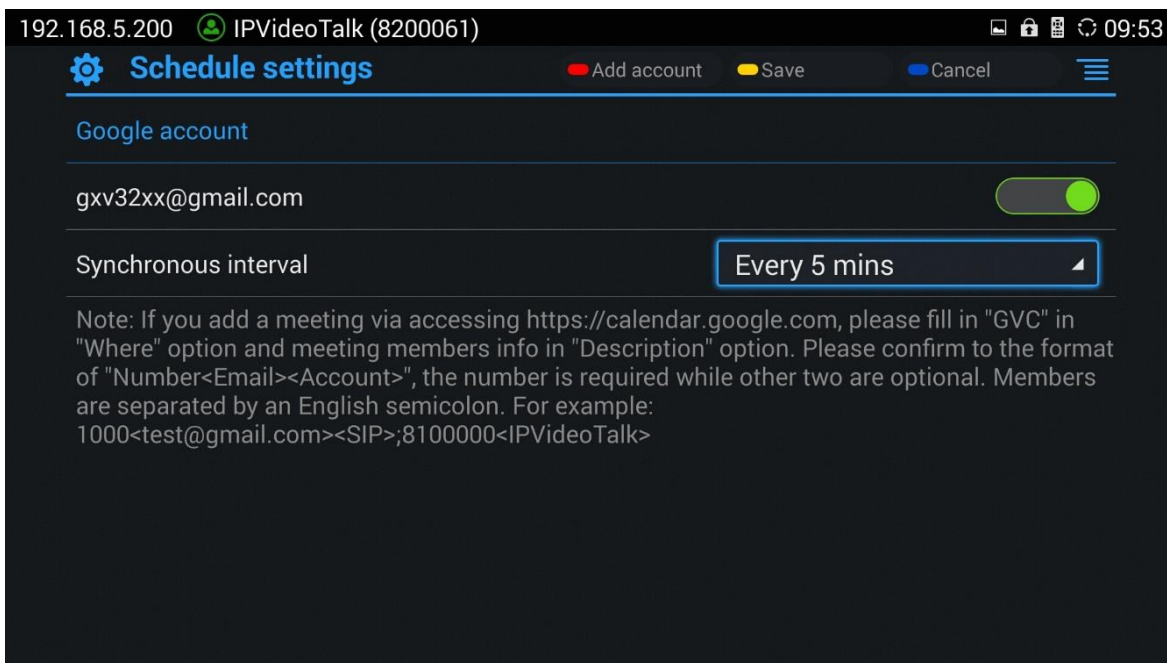 192.168.5.200 IPVideoTalk (8200061) 09:53
Schedule settings Add account Save Cancel
Google account
gxv32xx@gmail.com
Synchronous interval Every 5 mins
Note: If you add a meeting via accessing https://calendar.google.com, please fill in "GVC" in
"Where" option and meeting members info in "Description" option. Please confirm to the format
of "Number<Email><Account>", the number is required while other two are optional. Members
are separated by an English semicolon. For example:
1000<test@gmail.com><SIP>;8100000<IPVideoTalk>